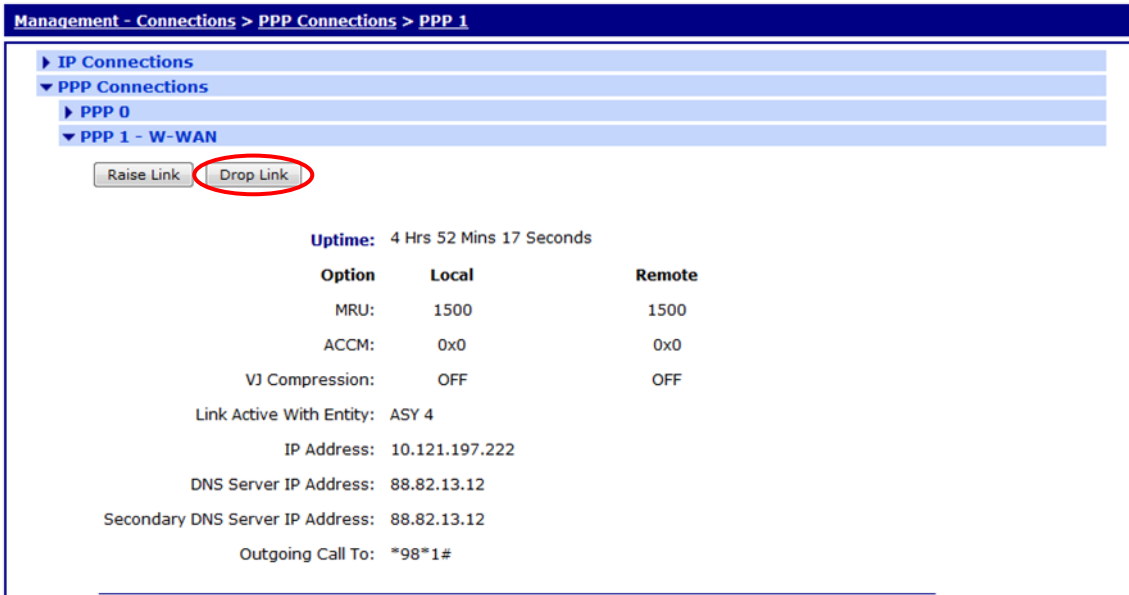 Management - Connections > PPP Connections > PPP 1
IP Connections
PPP Connections
PPP 0
PPP 1 - W-WAN
Raise Link Drop Link
Uptime: 4 Hrs 52 Mins 17 Seconds
Option Local Remote
MRU: 1500 1500
ACCM: 0x0 0x0
VJ Compression: OFF OFF
Link Active With Entity: ASY 4
IP Address: 10.121.197.222
DNS Server IP Address: 88.82.13.12
Secondary DNS Server IP Address: 88.82.13.12
Outgoing Call To: *98*1#